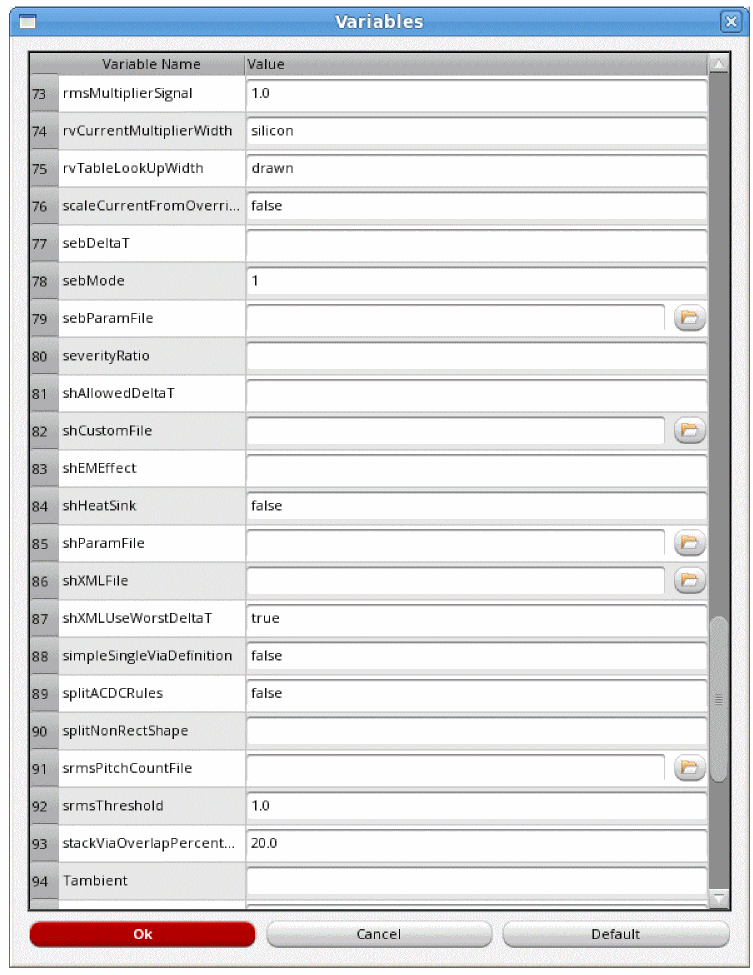 Variables
Variable Name Value
73 rmsMultiplierSignal 1.0
74 rvCurrentMultiplierWidth silicon
75 rvTableLookUpWidth drawn
76 scaleCurrentFromOverri... false
77 sebDeltaT
78 sebMode 1
79 sebParamFile
80 severityRatio
81 shAllowedDeltaT
82 shCustomFile
83 shEMEffect
84 shHeatSink false
85 shParamFile
86 shXMLFile
87 shXMLUseWorstDeltaT true
88 simpleSingleViaDefinition false
89 splitACDCRules false
90 splitNonRectShape
91 srmsPitchCountFile
92 srmsThreshold 1.0
93 stackViaOverlapPercent... 20.0
94 Tambient
Ok Cancel Default